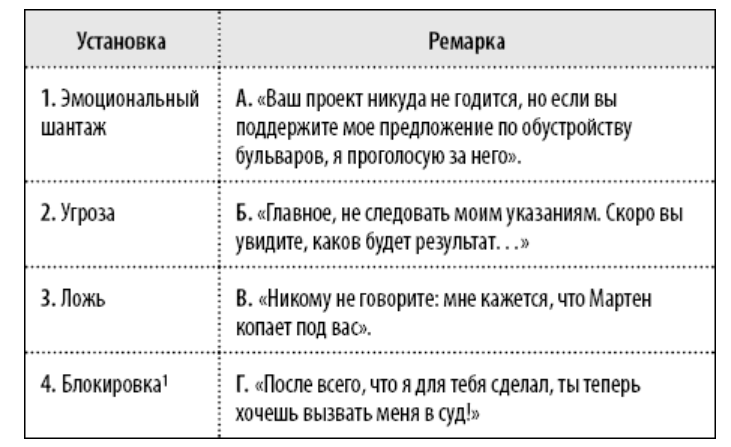 Установка
Ремарка
1. Эмоциональный
шантаж
А. «Ваш проект никуда не годится, но если вы
поддержите мое предложение по обустройству
бульваров, я проголосую за него».
2. Угроза
Б. «Главное, не следовать моим указаниям. Скоро вы
увидите, каков будет результат...»
3. Ложь
В. «Никому не говорите: мне кажется, что Мартен
копает под вас».
4. Блокировка¹
Г. «После всего, что я для тебя сделал, ты теперь
хочешь вызвать меня в суд!»